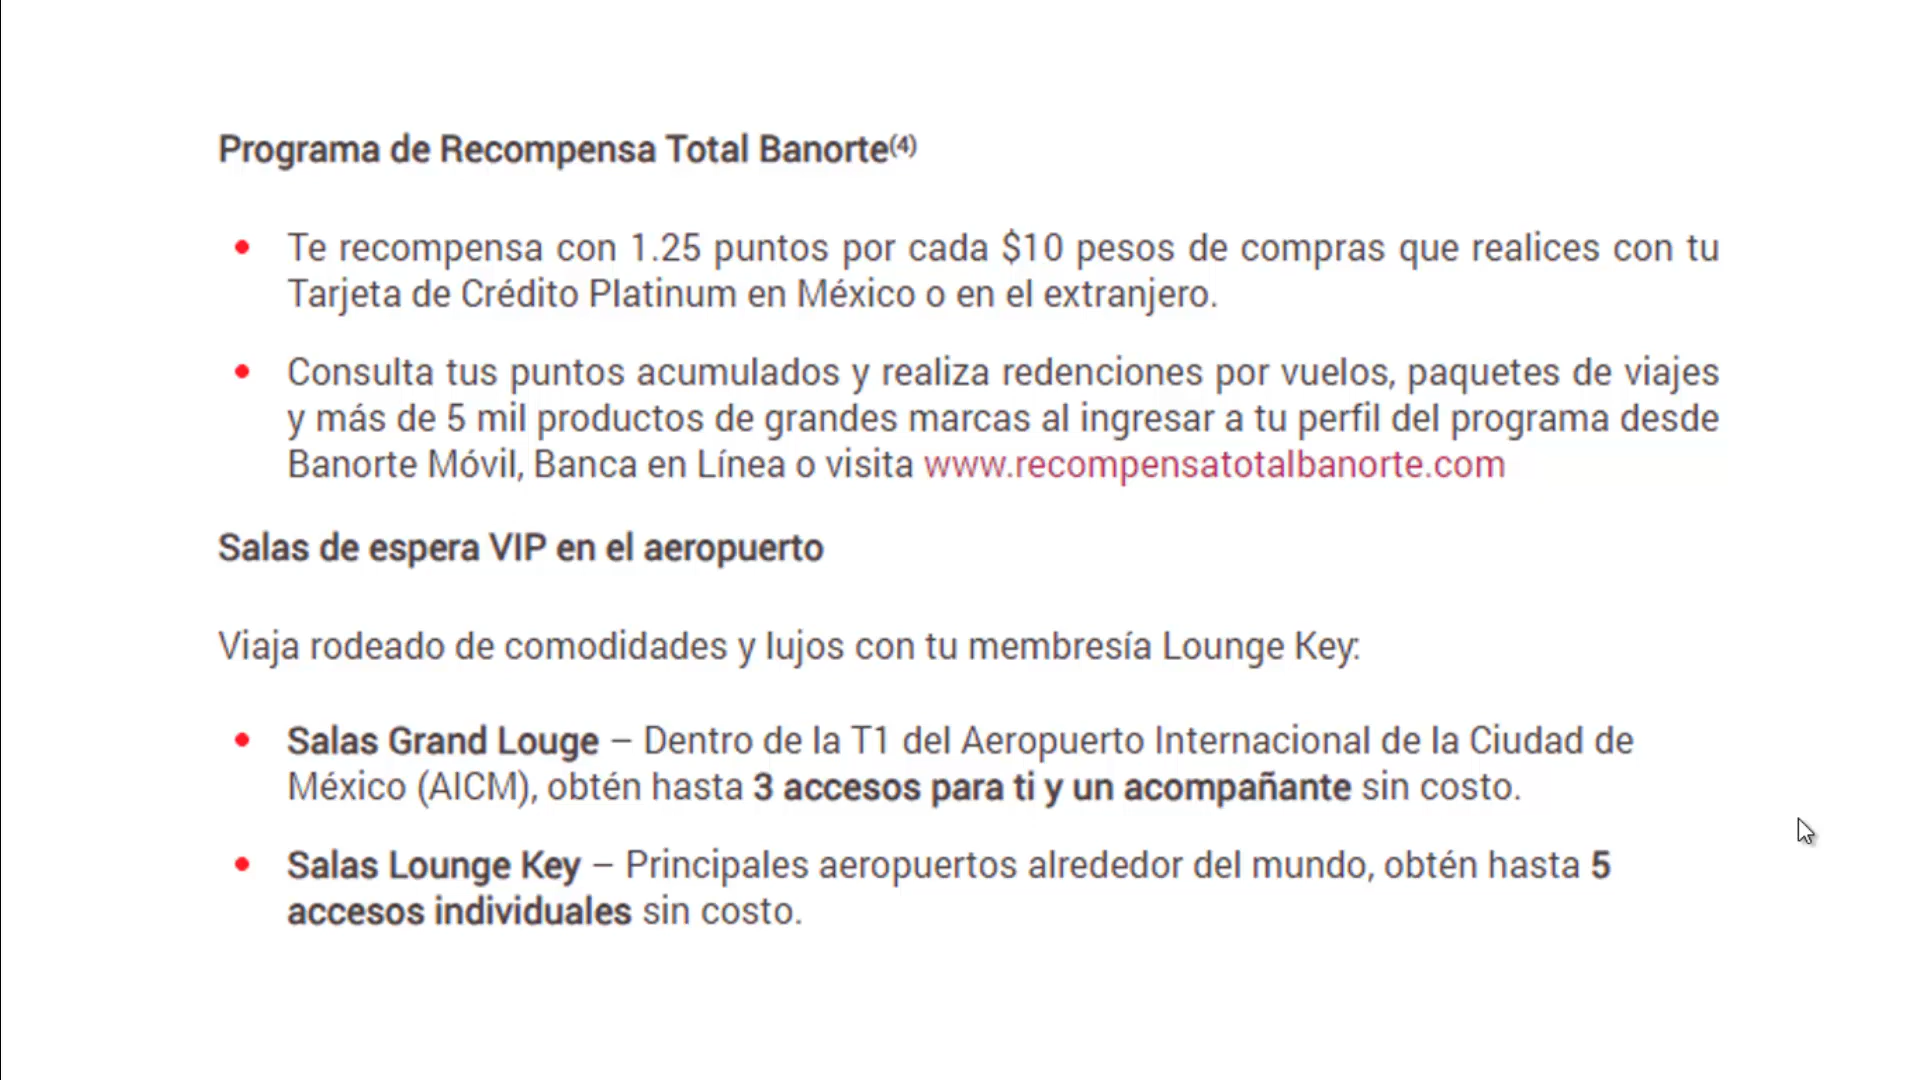 Programa de Recompensa Total Banorte(4)
• Te recompensa con 1.25 puntos por cada $10 pesos de compras que realices con tu
Tarjeta de Crédito Platinum en México o en el extranjero.
• Consulta tus puntos acumulados y realiza redenciones por vuelos, paquetes de viajes
y más de 5 mil productos de grandes marcas al ingresar a tu perfil del programa desde
Banorte Móvil, Banca en Línea o visita www.recompensatotalbanorte.com
Salas de espera VIP en el aeropuerto
Viaja rodeado de comodidades y lujos con tu membresía Lounge Key:
• Salas Grand Louge – Dentro de la T1 del Aeropuerto Internacional de la Ciudad de
México (AICM), obtén hasta 3 accesos para ti y un acompañante sin costo.
• Salas Lounge Key – Principales aeropuertos alrededor del mundo, obtén hasta 5
accesos individuales sin costo.